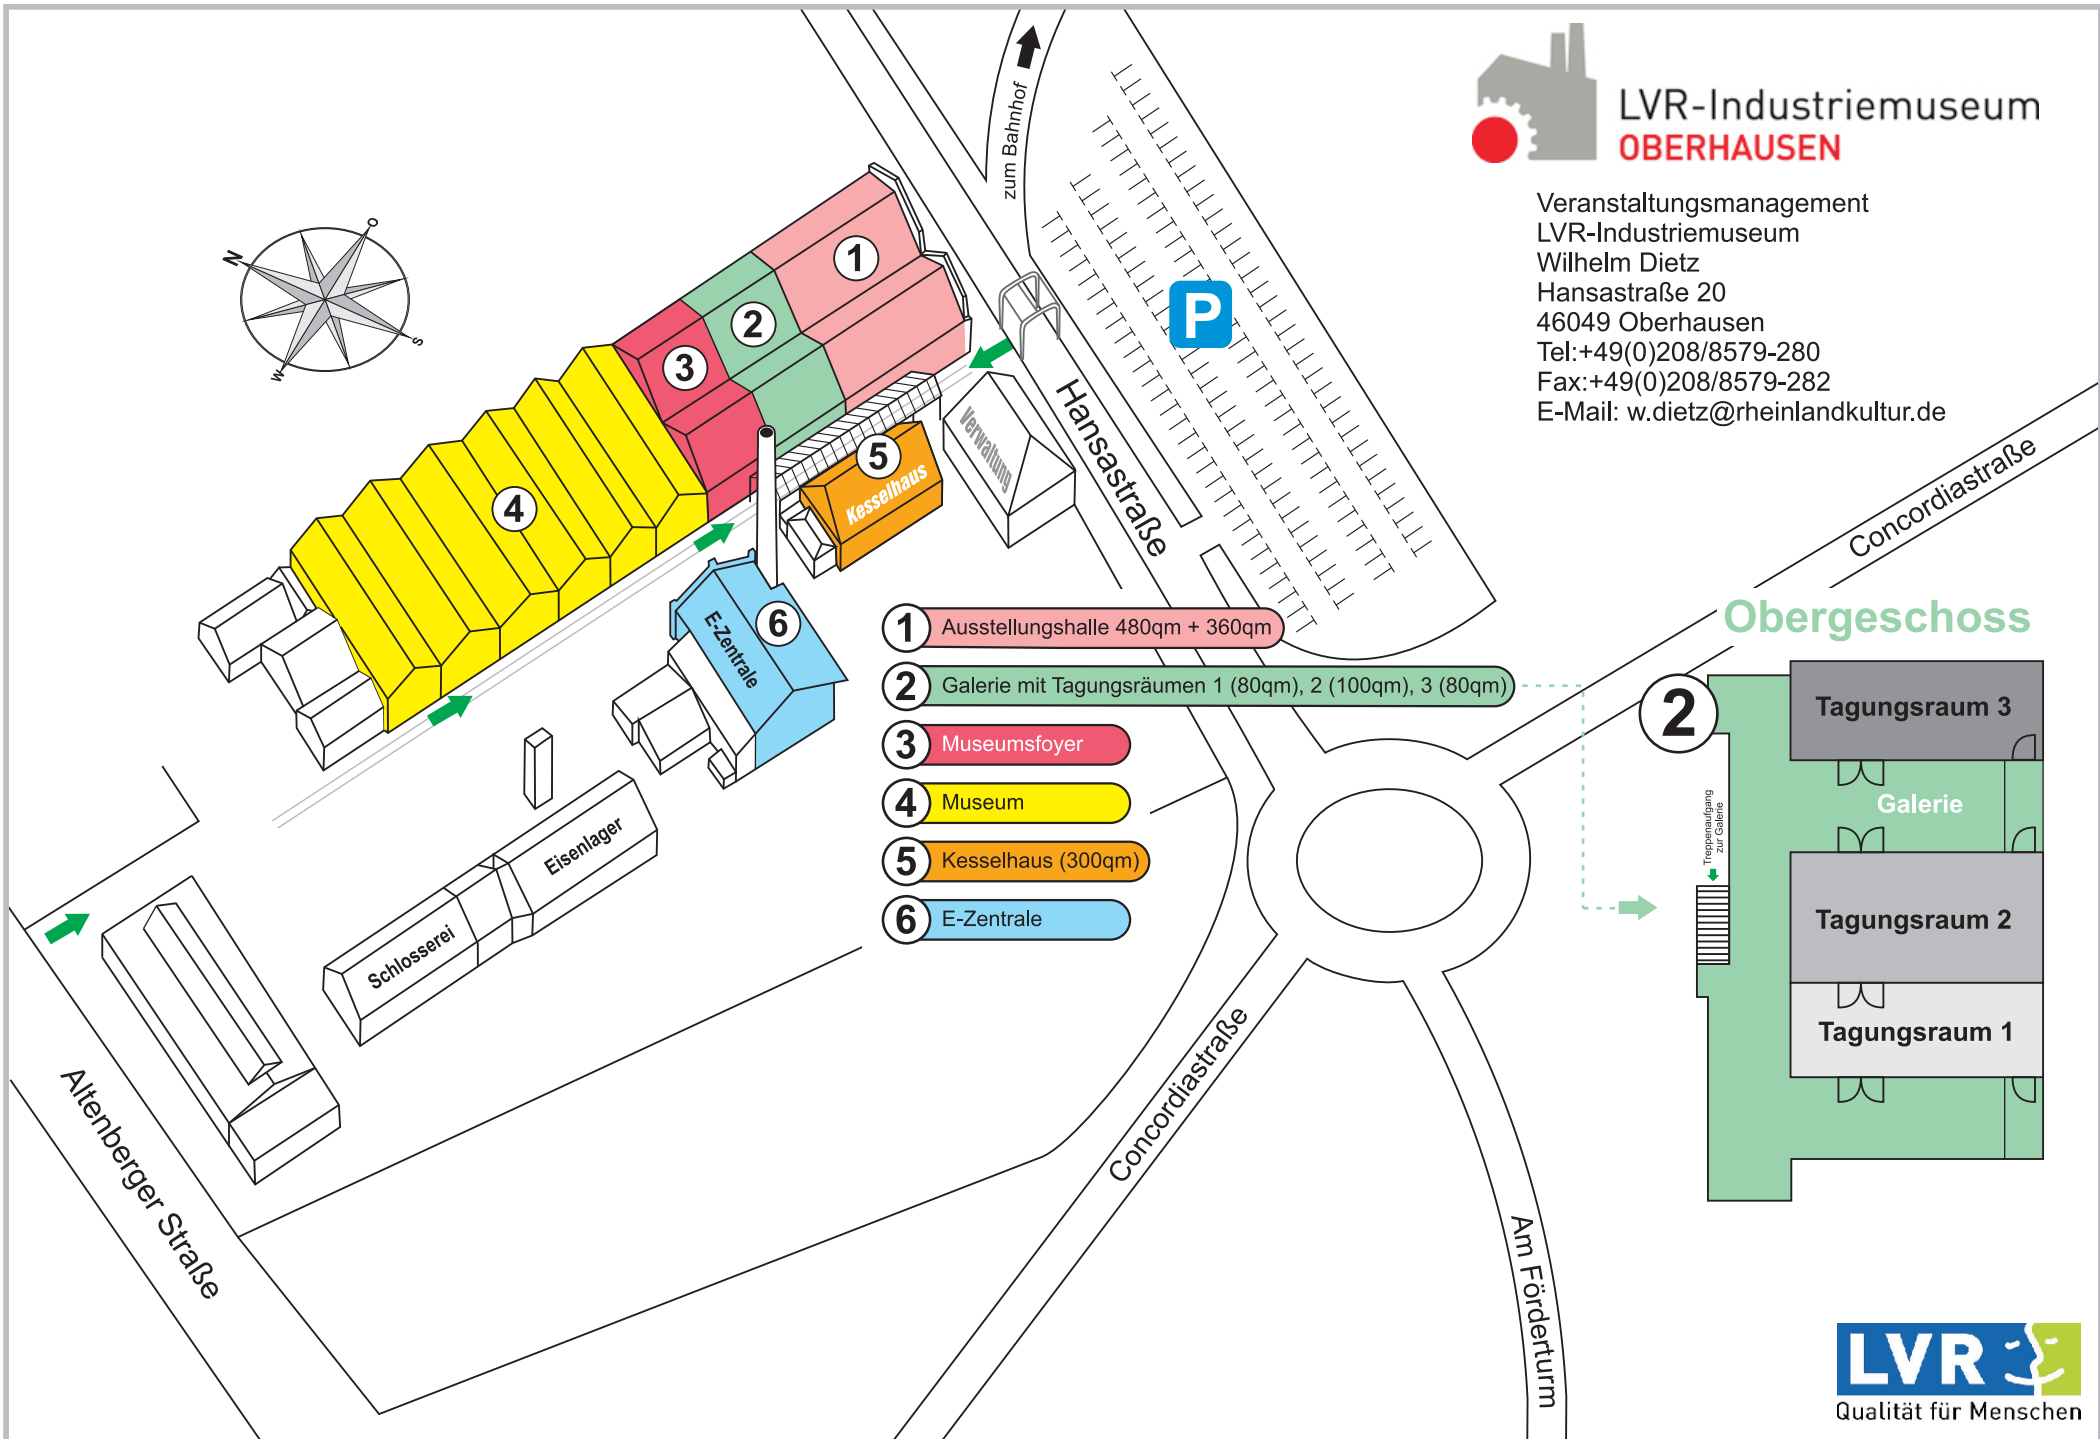 LVR-Industriemuseum
OBERHAUSEN
Veranstaltungsmanagement
LVR-Industriemuseum
Wilhelm Dietz
Hansastraße 20
46049 Oberhausen
Tel:+49(0)208/8579-280
Fax:+49(0)208/8579-282
E-Mail: w.dietz@rheinlandkultur.de
zum Bahnhof
N
O
S
W
1
2
3
4
5
6
P
Kesselhaus
Verwaltung
E-Zentrale
Eisenlager
Schlosserei
Hansastraße
Concordiastraße
Concordiastraße
Altenberger Straße
Am Förderturm
1 Ausstellungshalle 480qm + 360qm
2 Galerie mit Tagungsräumen 1 (80qm), 2 (100qm), 3 (80qm)
3 Museumsfoyer
4 Museum
5 Kesselhaus (300qm)
6 E-Zentrale
Obergeschoss
2
Tagungsraum 3
Galerie
Treppenaufgang
zur Galerie
Tagungsraum 2
Tagungsraum 1
LVR
Qualität für Menschen